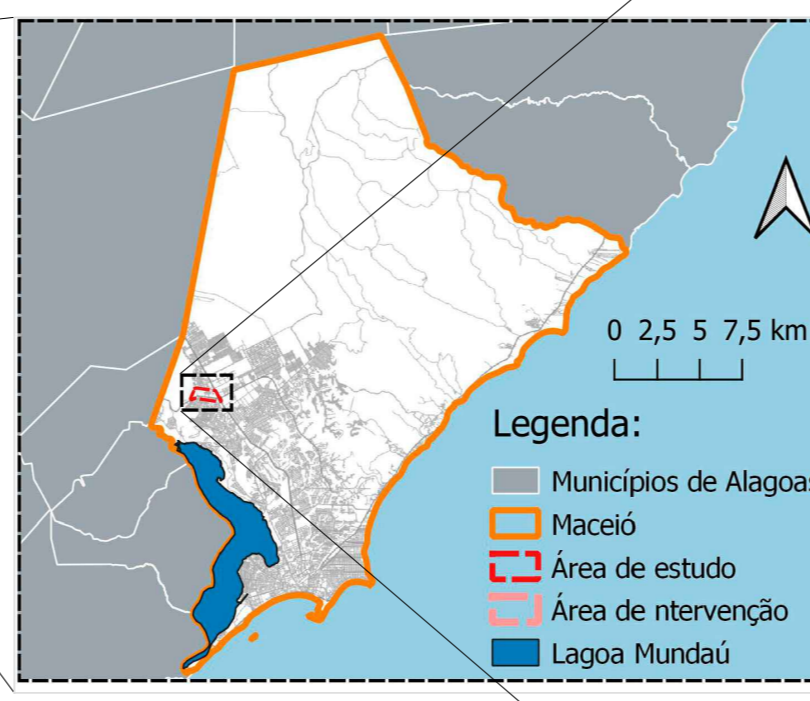 0 2,5 5 7,5 km
Legenda:
Municípios de Alagoas
Maceió
Área de estudo
Área de ntervenção
Lagoa Mundaú